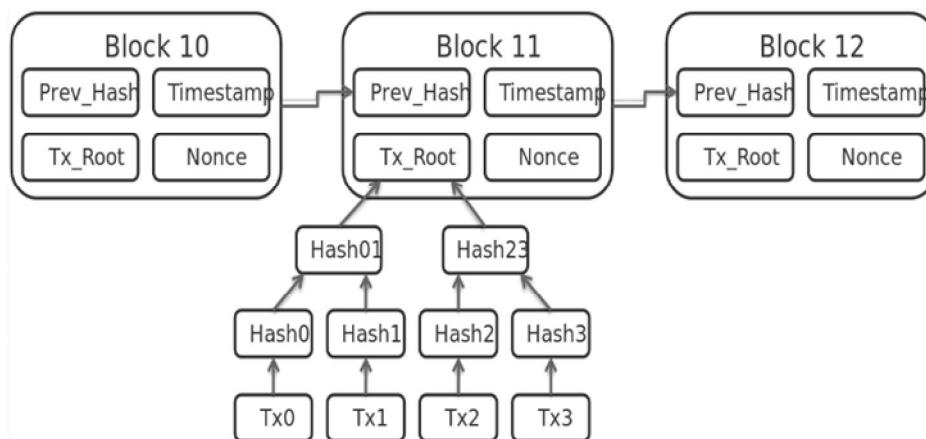 Block 10
Block 11
Block 12
Prev_Hash
Timestamp
Prev_Hash
Timestamp
Prev_Hash
Timestamp
Tx_Root
Nonce
Tx_Root
Nonce
Tx_Root
Nonce
Hash01
Hash23
Hash0
Hash1
Hash2
Hash3
Tx0
Tx1
Tx2
Tx3